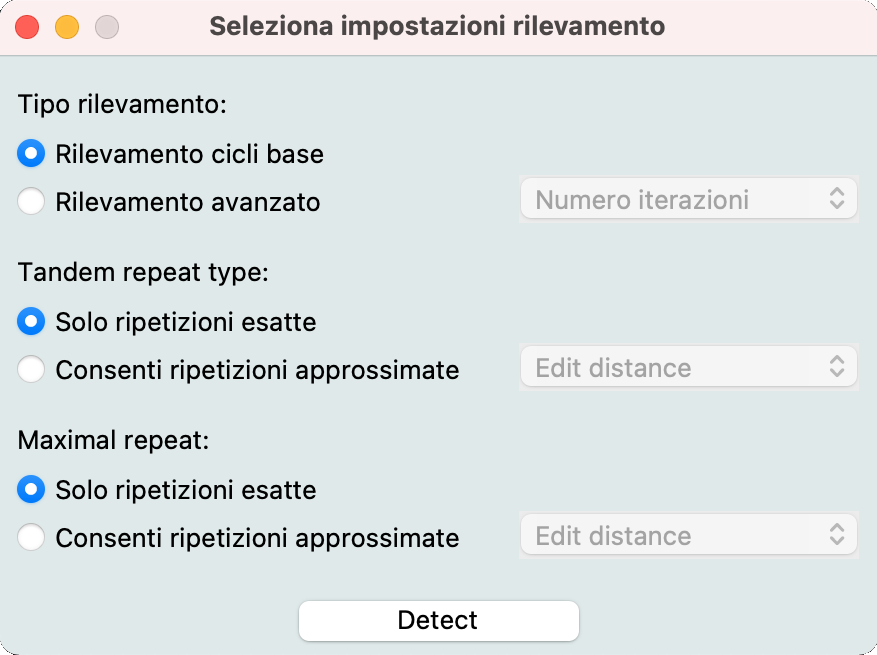 Seleziona impostazioni rilevamento
Tipo rilevamento:
Rilevamento cicli base
Rilevamento avanzato
Numero iterazioni
Tandem repeat type:
Solo ripetizioni esatte
Consenti ripetizioni approssimate
Edit distance
Maximal repeat:
Solo ripetizioni esatte
Consenti ripetizioni approssimate
Edit distance
Detect